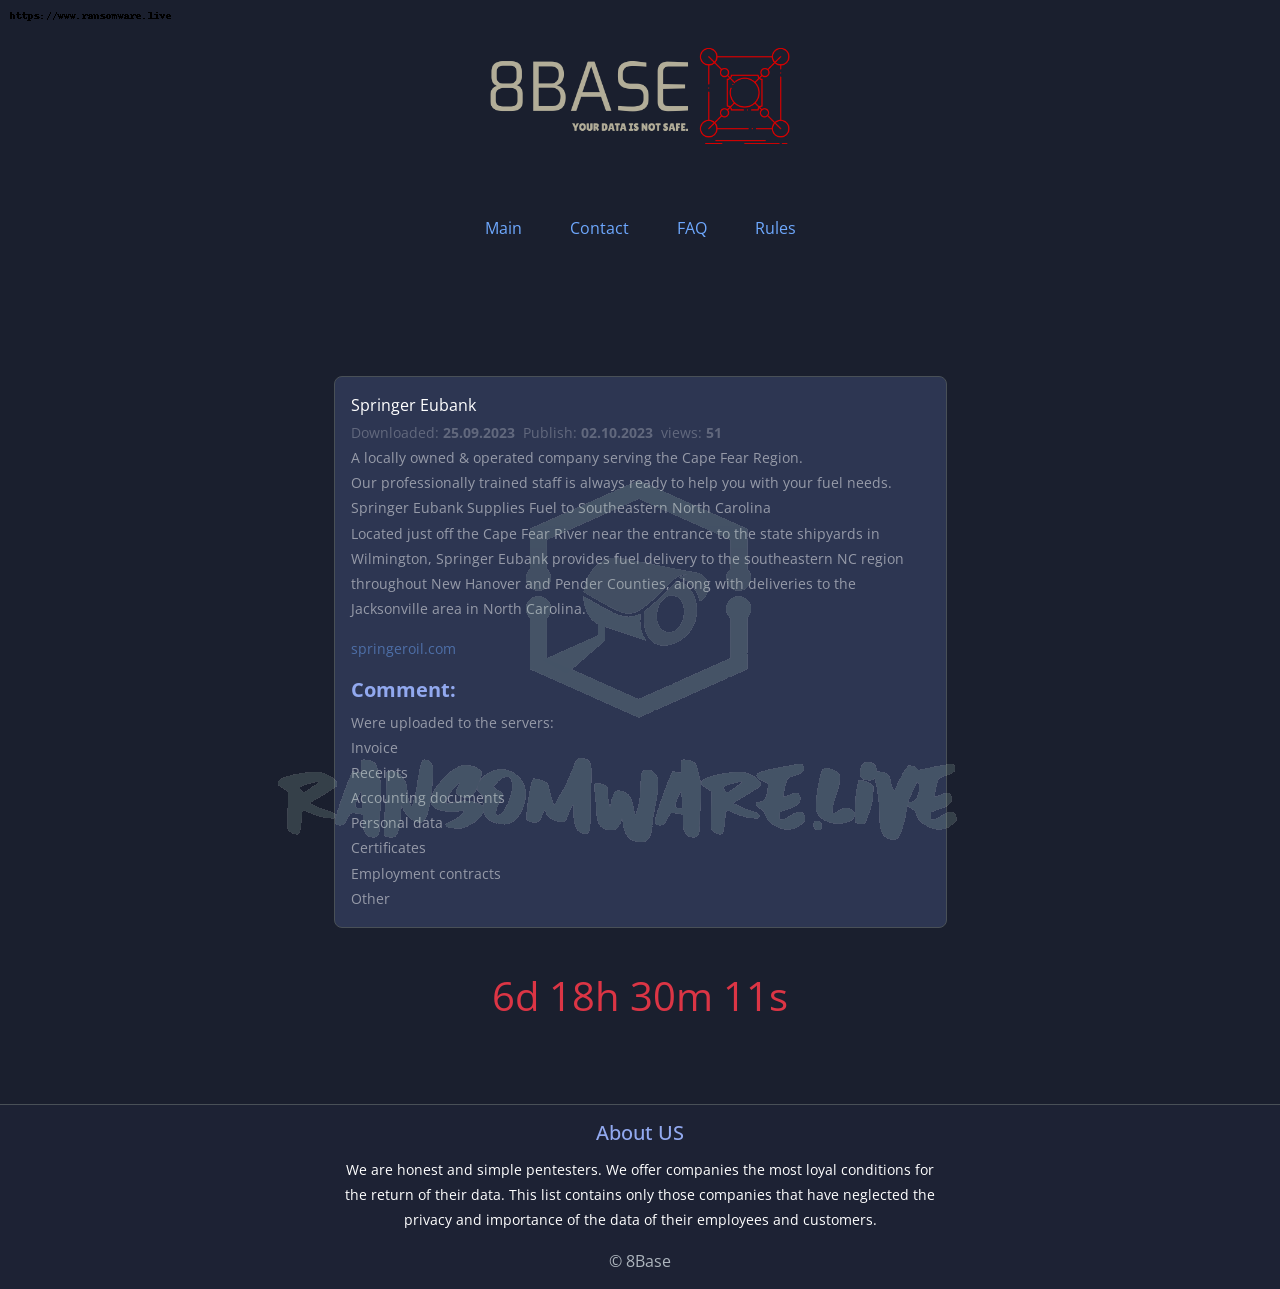 https://www.ransomware.live
8BASE
YOUR DATA IS NOT SAFE.
Main Contact FAQ Rules
Springer Eubank
Downloaded: 25.09.2023 Publish: 02.10.2023 views: 51
A locally owned & operated company serving the Cape Fear Region.
Our professionally trained staff is always ready to help you with your fuel needs.
Springer Eubank Supplies Fuel to Southeastern North Carolina
Located just off the Cape Fear River near the entrance to the state shipyards in
Wilmington, Springer Eubank provides fuel delivery to the southeastern NC region
throughout New Hanover and Pender Counties, along with deliveries to the
Jacksonville area in North Carolina.
springeroil.com
Comment:
Were uploaded to the servers:
Invoice
Receipts
RANSOMWARE.LIVE
Accounting documents
Personal data
Certificates
Employment contracts
Other
6d 18h 30m 11s
About US
We are honest and simple pentesters. We offer companies the most loyal conditions for
the return of their data. This list contains only those companies that have neglected the
privacy and importance of the data of their employees and customers.
© 8Base